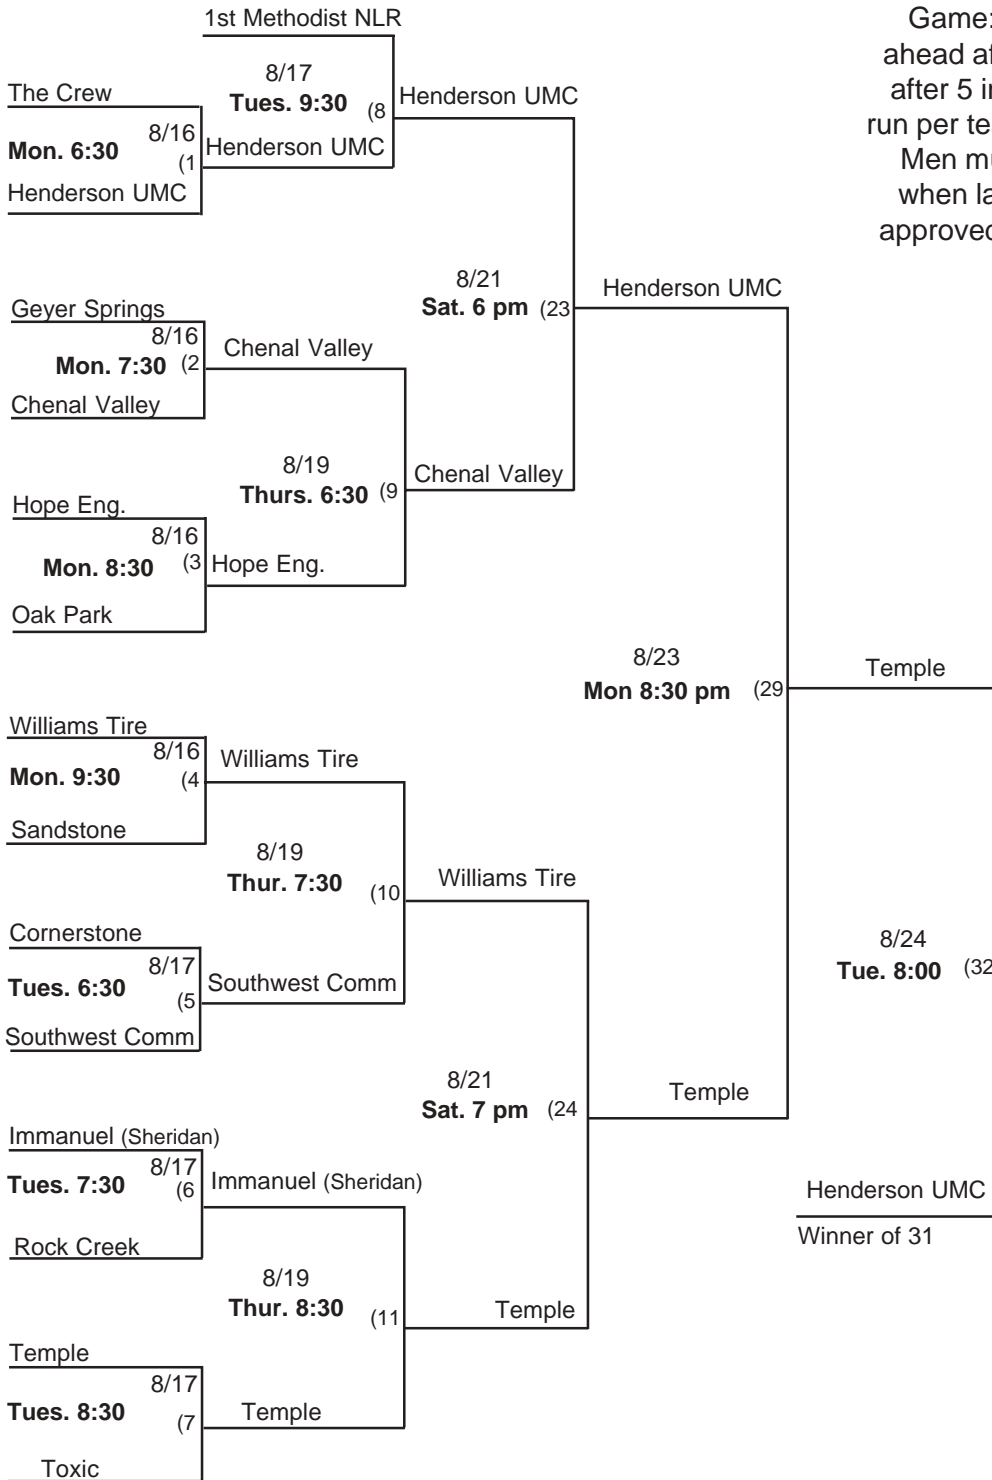 1st Methodist NLR
Game:
ahead af
after 5 i
run per te
Men mu
when la
approved
8/17
Tues. 9:30 (8
Henderson UMC
The Crew
8/16
Mon. 6:30 (1
Henderson UMC
Henderson UMC
8/21
Sat. 6 pm (23
Henderson UMC
Geyer Springs
8/16
Mon. 7:30 (2
Chenal Valley
Chenal Valley
8/19
Thurs. 6:30 (9
Chenal Valley
Hope Eng.
8/16
Mon. 8:30 (3
Hope Eng.
Oak Park
8/23
Mon 8:30 pm (29
Temple
Williams Tire
8/16
Mon. 9:30 (4
Williams Tire
Sandstone
8/19
Thur. 7:30 (10
Williams Tire
Cornerstone
8/17
Tues. 6:30 (5
Southwest Comm
Southwest Comm
8/24
Tue. 8:00 (32
8/21
Sat. 7 pm (24
Temple
Immanuel (Sheridan)
8/17
Tues. 7:30 (6
Immanuel (Sheridan)
Rock Creek
Henderson UMC
Winner of 31
8/19
Thur. 8:30 (11
Temple
Temple
8/17
Tues. 8:30 (7
Temple
Toxic